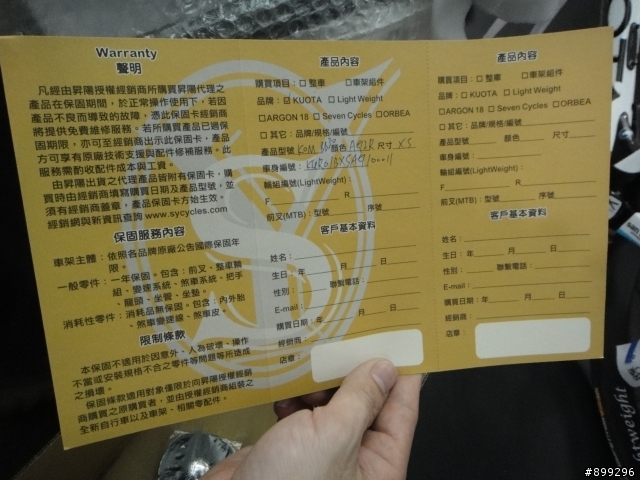 Warranty
聲明
凡經由昇陽授權經銷商所購買昇陽代理之
產品在保固期間，於正常操作使用下，若因
產品不良而導致的故障，憑此保固卡經銷商
將提供免費維修服務。若所購買產品已過保
固期限，亦可至經銷商出示此保固卡，產品
方可享有原廠技術支援與配件修補服務。此
服務需酌收配件成本與工資。
由昇陽出貨之代理產品皆附有保固卡，購
買時由經銷商填寫購買日期及產品型號，並
須有經銷商蓋章，產品保固卡方始生效。
經銷網與新資訊查詢 www.sycycles.com
保固服務內容
車架主體：依照各品牌原廠公告國際保固年
限。
一般零件：一年保固。包含：前叉、整車輪
組、變速系統、煞車系統、把手
、龍頭、坐管、坐墊。
消耗性零件：消耗品無保固。包含：內外胎
、煞車變速線、煞車皮。
限制條款
本保固不適用於因意外、人為破壞、操作
不當或安裝規格不合之零件等問題等所造成
之損壞。
保固條款適用對象僅限於向昇陽授權經銷
商購買之原購買者，並由授權經銷商組裝之
全新自行車以及車架、相關零配件。
產品內容
購買項目：□ 整車 □ 車架組件
品牌：☑ KUOTA □ Light Weight
□ ARGON 18 □ Seven Cycles □ ORBEA
□ 其它：品牌/規格/編號
產品型號 KOM 顏色 尺寸 XS
車身編號：
輪組編號(LightWeight)：
F R
前叉(MTB)：型號 序號
客戶基本資料
姓名：
生日：年 月 日
性別： 聯繫電話：
E-mail：
購買日期：年 月 日
經銷商：
店章：
產品內容
購買項目：□ 整車 □ 車架組件
品牌：□ KUOTA □ Light Weight
□ARGON 18 □ Seven Cycles □ORBEA
□ 其它：品牌/規格/編號
產品型號 顏色 尺寸
車身編號：
輪組編號(LightWeight)：
F R
前叉(MTB)：型號 序號
客戶基本資料
姓名：
生日：年 月 日
性別： 聯繫電話：
E-mail：
購買日期：年 月 日
經銷商：
店章：
#899296